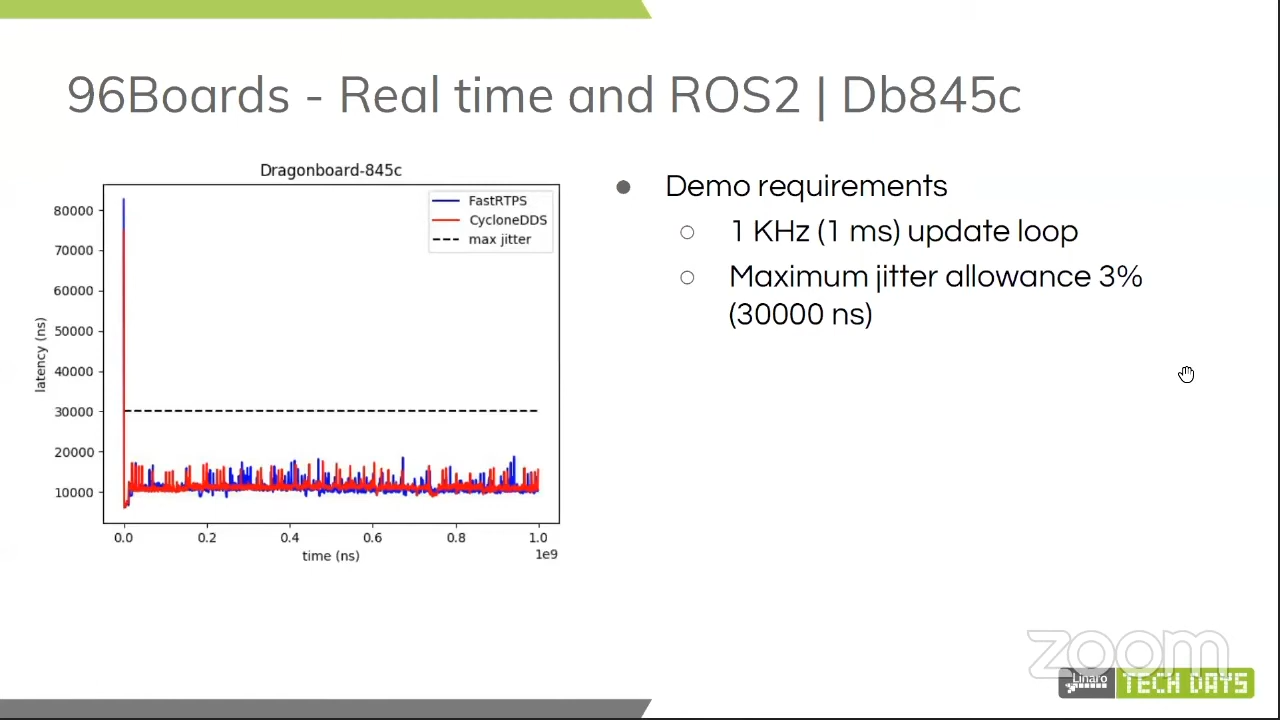 96Boards - Real time and ROS2 | Db845c
Dragonboard-845c
FastRTPS
CycloneDDS
max jitter
80000
70000
60000
50000
40000
30000
20000
10000
latency (ns)
0.0 0.2 0.4 0.6 0.8 1.0
1e9
time (ns)
Demo requirements
1 KHz (1 ms) update loop
Maximum jitter allowance 3%
(30000 ns)
zoom
Linaro TECH DAYS